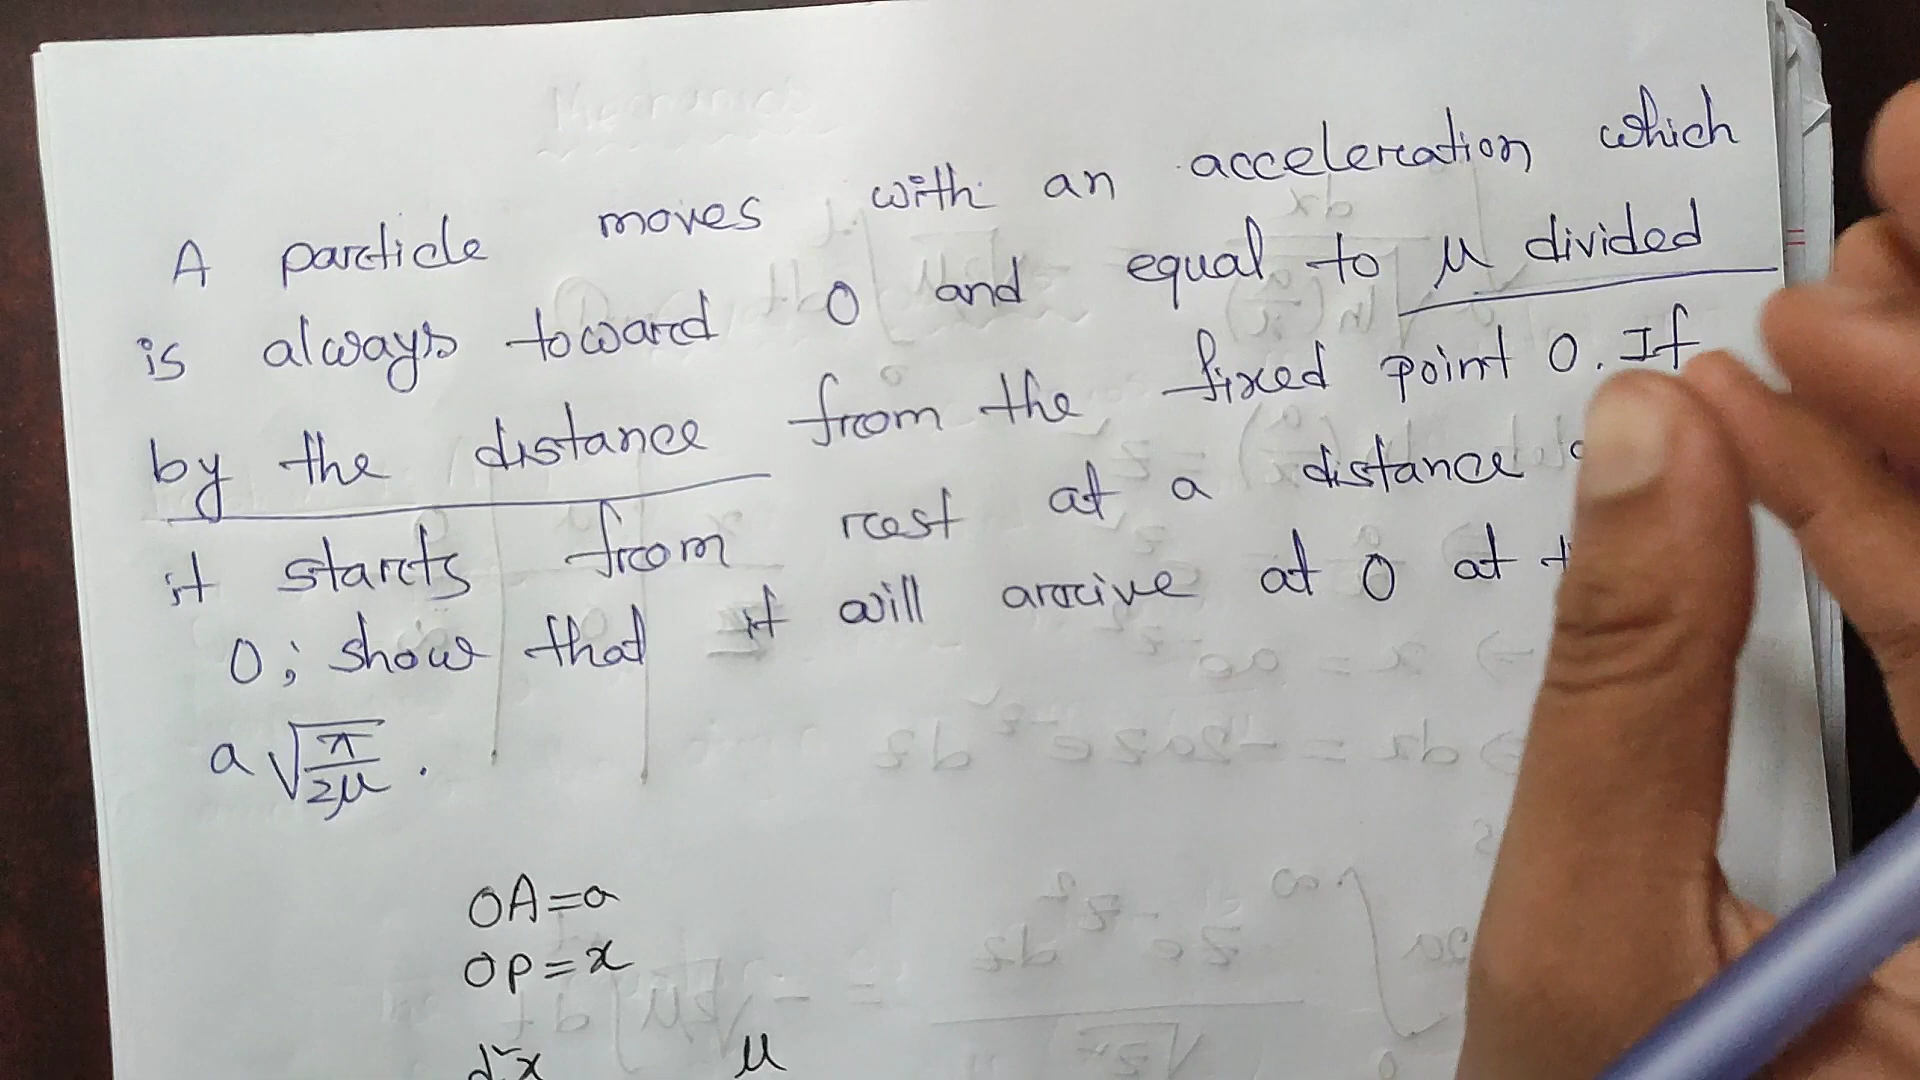 A particle moves with an acceleration which
is always toward O and equal to μ divided
by the distance from the fixed point O. If
it starts from rest at a distance
O; show that it will arrive at O at
a √(π/2μ).
OA=a
OP=x
d²x μ